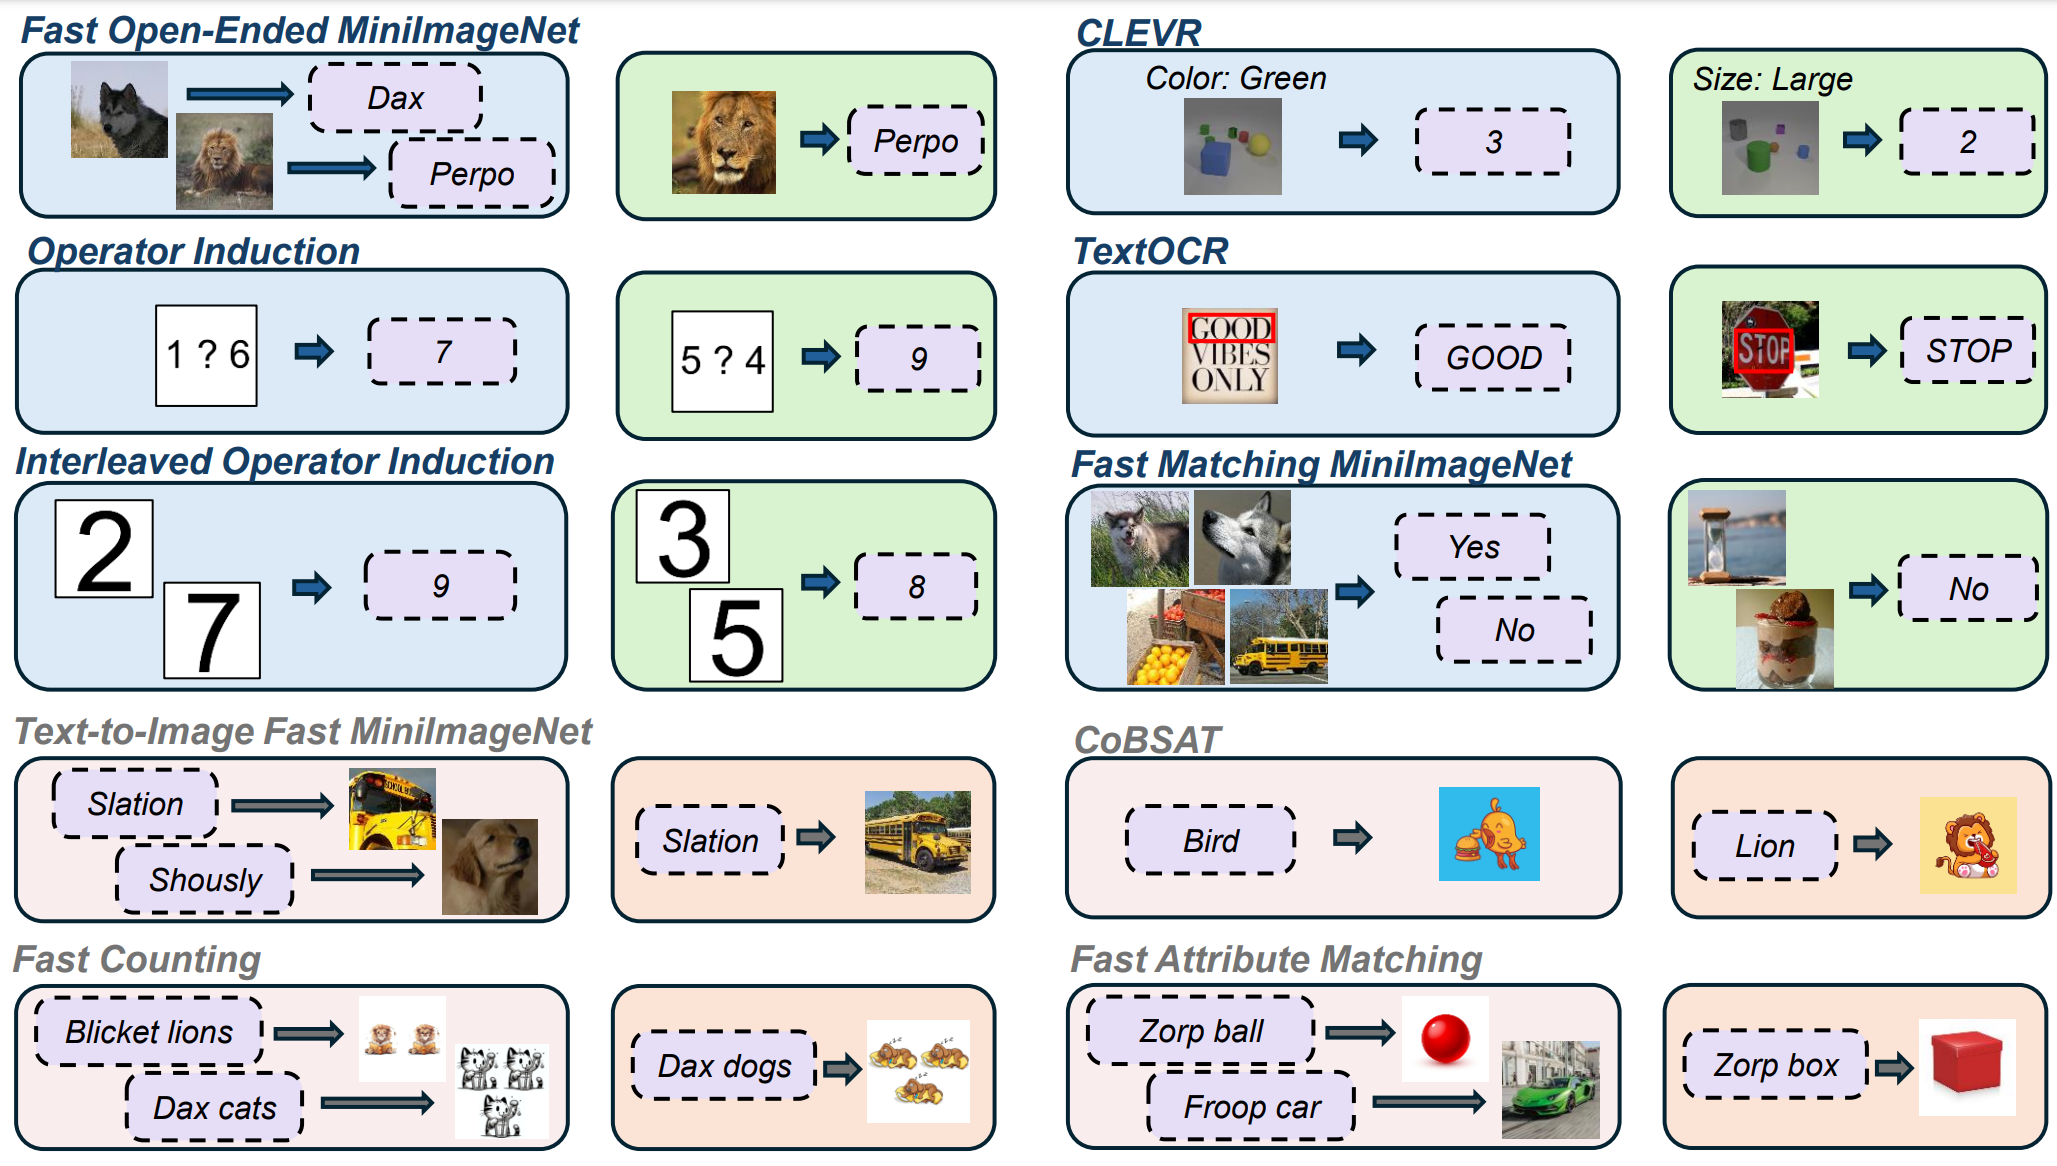 Fast Open-Ended MiniImageNet
Dax
Perpo
Perpo
CLEVR
Color: Green
3
Size: Large
2
Operator Induction
1 ? 6
7
5 ? 4
9
TextOCR
GOOD
VIBES
ONLY
GOOD
STOP
STOP
Interleaved Operator Induction
2
7
9
3
5
8
Fast Matching MiniImageNet
Yes
No
No
Text-to-Image Fast MiniImageNet
Slation
SCHOOL BUS
Shously
Slation
CoBSAT
Bird
Lion
Fast Counting
Blicket lions
Dax cats
Dax dogs
Fast Attribute Matching
Zorp ball
Froop car
Zorp box